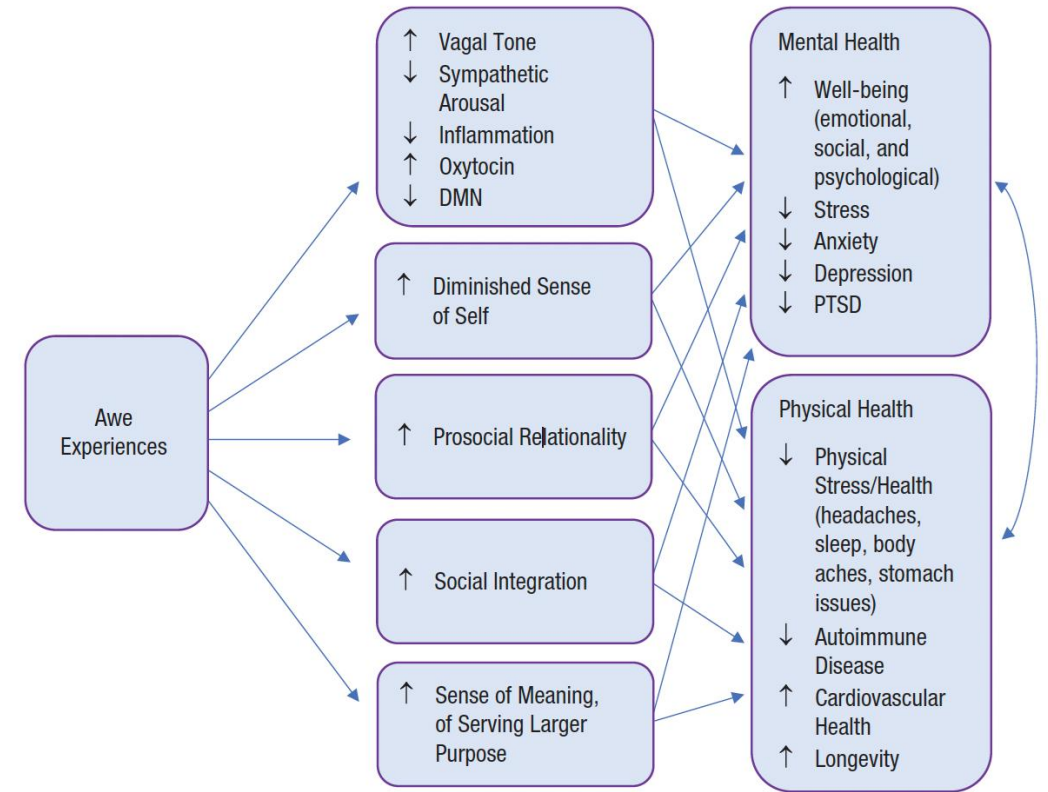 Awe
Experiences
↑ Vagal Tone
↓ Sympathetic
Arousal
↓ Inflammation
↑ Oxytocin
↓ DMN
↑ Diminished Sense
of Self
↑ Prosocial Relationality
↑ Social Integration
↑ Sense of Meaning,
of Serving Larger
Purpose
Mental Health
↑ Well-being
(emotional,
social, and
psychological)
↓ Stress
↓ Anxiety
↓ Depression
↓ PTSD
Physical Health
↓ Physical
Stress/Health
(headaches,
sleep, body
aches, stomach
issues)
↓ Autoimmune
Disease
↑ Cardiovascular
Health
↑ Longevity